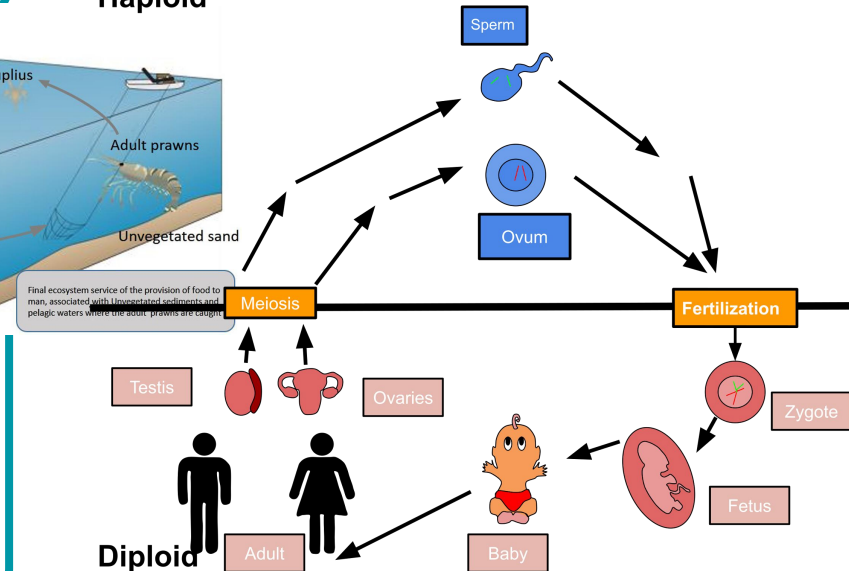 Haploid
Sperm
Adult prawns
Unvegetated sand
Ovum
Final ecosystem service of the provision of food to
man, associated with Unvegetated sediments and
pelagic waters where the adult prawns are caught
Meiosis
Fertilization
Testis
Ovaries
Zygote
Fetus
Diploid
Adult
Baby